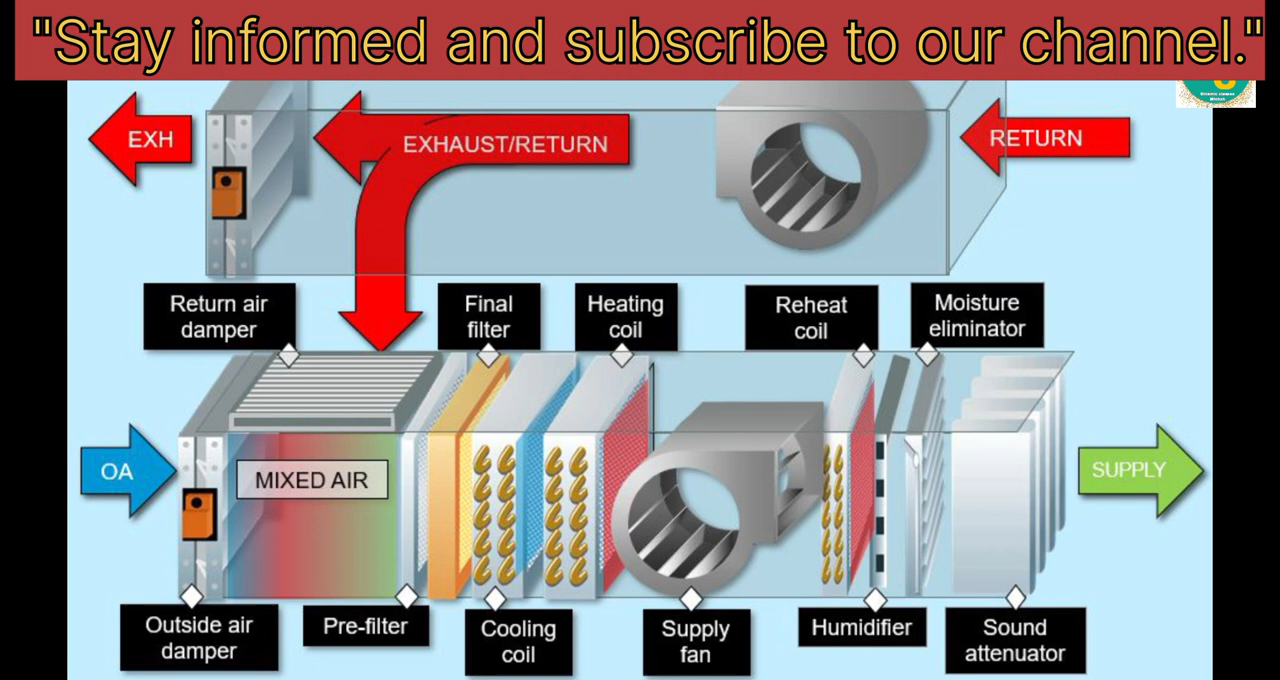 "Stay informed and subscribe to our channel."
EXH
EXHAUST/RETURN
RETURN
Return air
damper
Final
filter
Heating
coil
Reheat
coil
Moisture
eliminator
OA
MIXED AIR
SUPPLY
Outside air
damper
Pre-filter
Cooling
coil
Supply
fan
Humidifier
Sound
attenuator